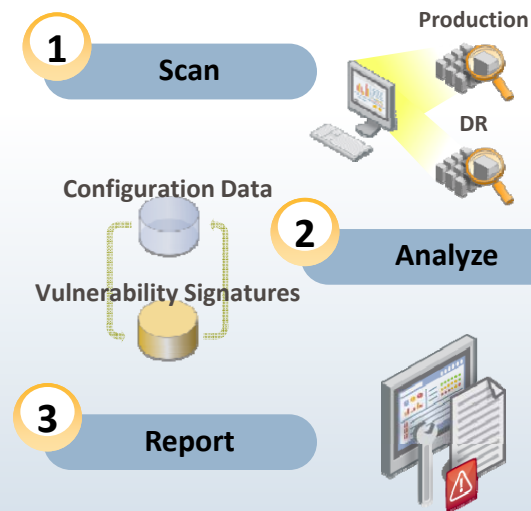 1
Scan
Production
DR
Configuration Data
Vulnerability Signatures
2
Analyze
3
Report